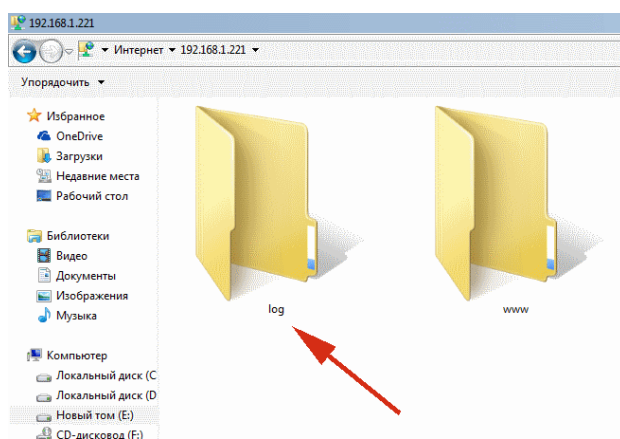 192.168.1.221
Интернет 192.168.1.221
Упорядочить
Избранное
OneDrive
Загрузки
Недавние места
Рабочий стол
Библиотеки
Видео
Документы
Изображения
Музыка
Компьютер
Локальный диск (C
Локальный диск (D
Новый том (E:)
CD-дисковод (F:)
log
www